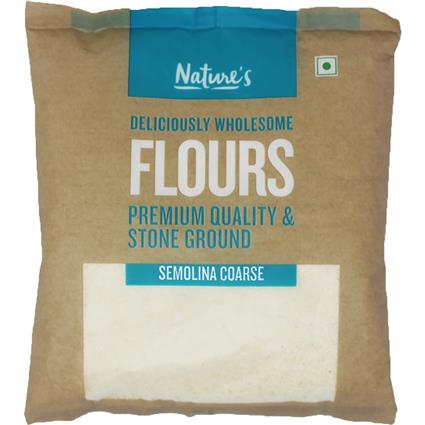 Nature's
DELICIOUSLY WHOLESOME
FLOURS
PREMIUM QUALITY &
STONE GROUND
SEMOLINA COARSE